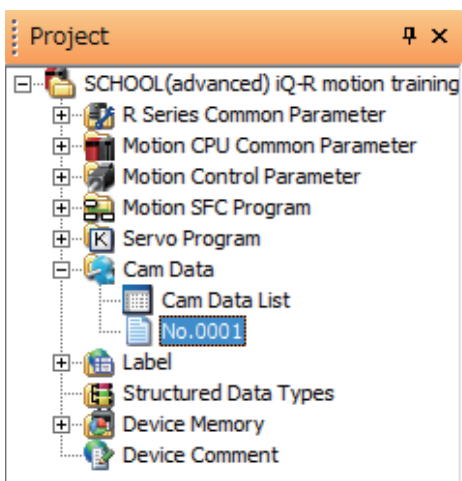 Project
SCHOOL(advanced) iQ-R motion training
R Series Common Parameter
Motion CPU Common Parameter
Motion Control Parameter
Motion SFC Program
Servo Program
Cam Data
Cam Data List
No.0001
Label
Structured Data Types
Device Memory
Device Comment